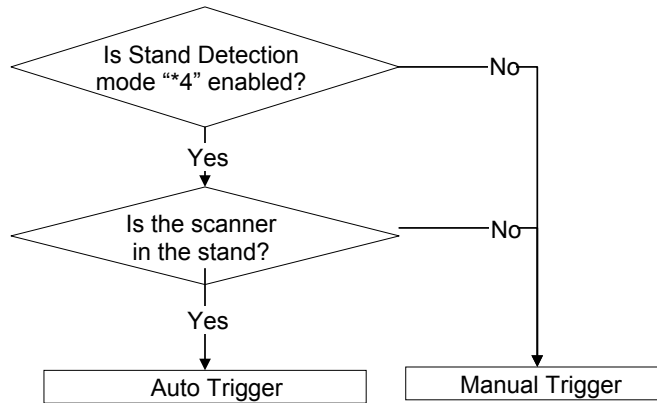 Is Stand Detection
mode “*4” enabled?
No
Yes
Is the scanner
in the stand?
No
Yes
Auto Trigger
Manual Trigger